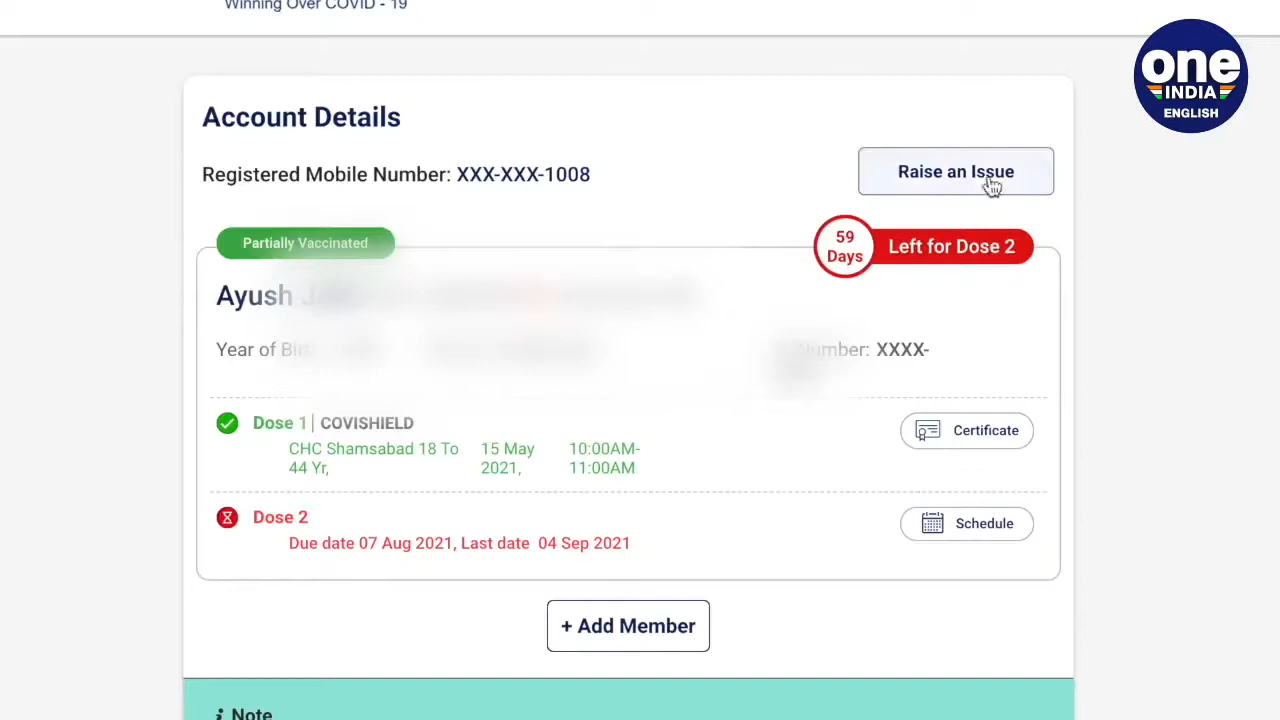 Winning Over COVID - 19
one
INDIA
ENGLISH
Account Details
Registered Mobile Number: XXX-XXX-1008
Raise an Issue
Partially Vaccinated
59
Days
Left for Dose 2
Ayush
Year of
Number: XXXX-
Dose 1| COVISHIELD
CHC Shamsabad 18 To
44 Yr,
15 May
2021,
10:00AM-
11:00AM
Certificate
Dose 2
Due date 07 Aug 2021, Last date 04 Sep 2021
Schedule
+ Add Member
i Note